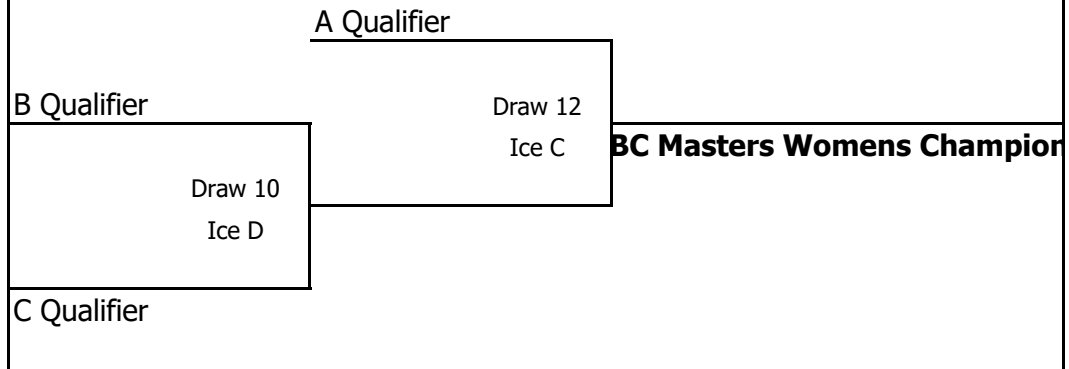 A Qualifier
B Qualifier
Draw 12
Ice C
BC Masters Womens Champion
Draw 10
Ice D
C Qualifier